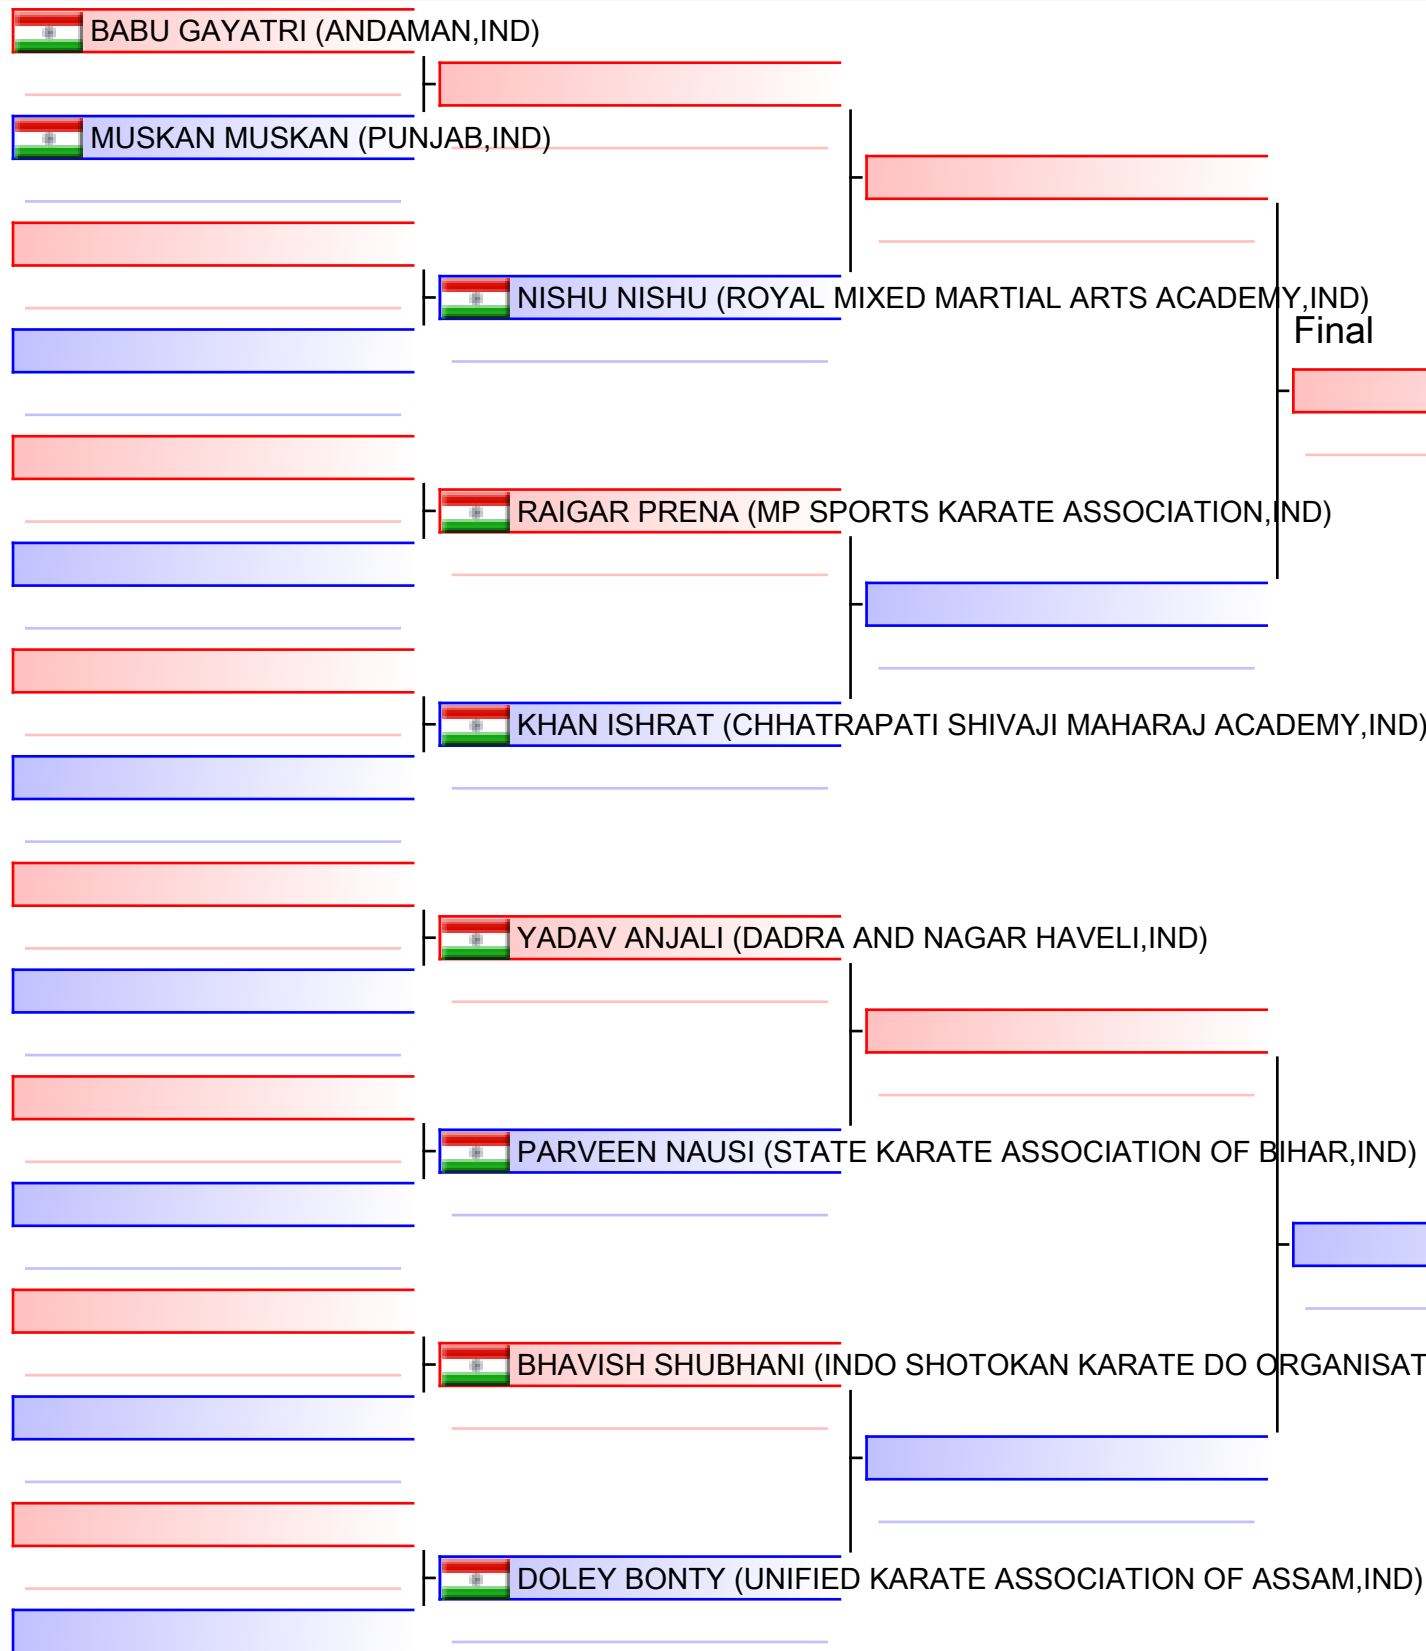 BABU GAYATRI (ANDAMAN,IND)
MUSKAN MUSKAN (PUNJAB,IND)
NISHU NISHU (ROYAL MIXED MARTIAL ARTS ACADEMY,IND)
Final
RAIGAR PRENA (MP SPORTS KARATE ASSOCIATION,IND)
KHAN ISHRAT (CHHATRAPATI SHIVAJI MAHARAJ ACADEMY,IND)
YADAV ANJALI (DADRA AND NAGAR HAVELI,IND)
PARVEEN NAUSI (STATE KARATE ASSOCIATION OF BIHAR,IND)
BHAVISH SHUBHANI (INDO SHOTOKAN KARATE DO ORGANISAT
DOLEY BONTY (UNIFIED KARATE ASSOCIATION OF ASSAM,IND)